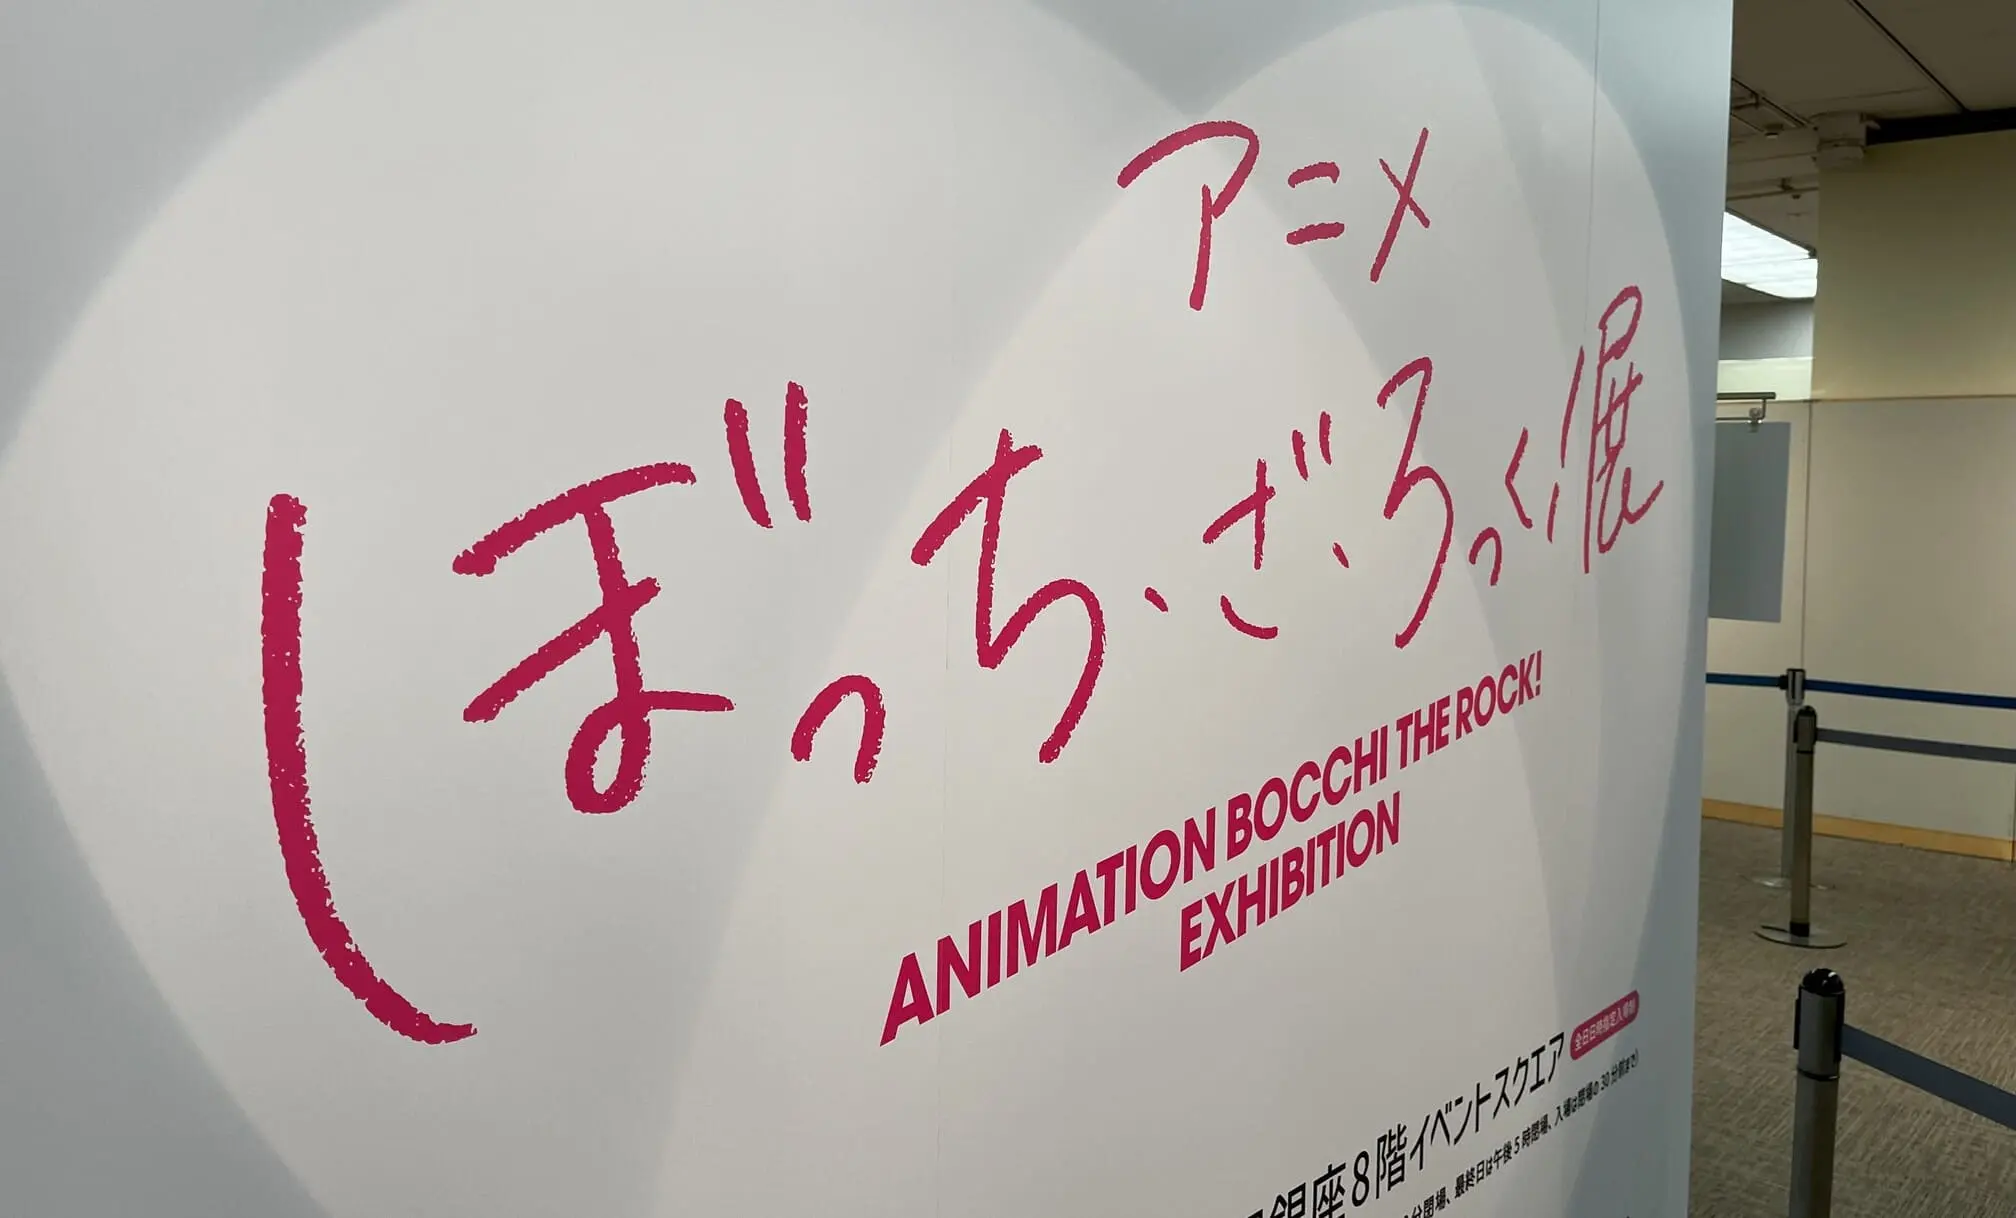 アニメ
ぼっち・ざ・ろっく！展
ANIMATION BOCCHI THE ROCK!
EXHIBITION
銀座8階イベントスクエア 全日日時指定入場制
分閉場、最終日は午後5時閉場、入場は閉場の30分前まで)